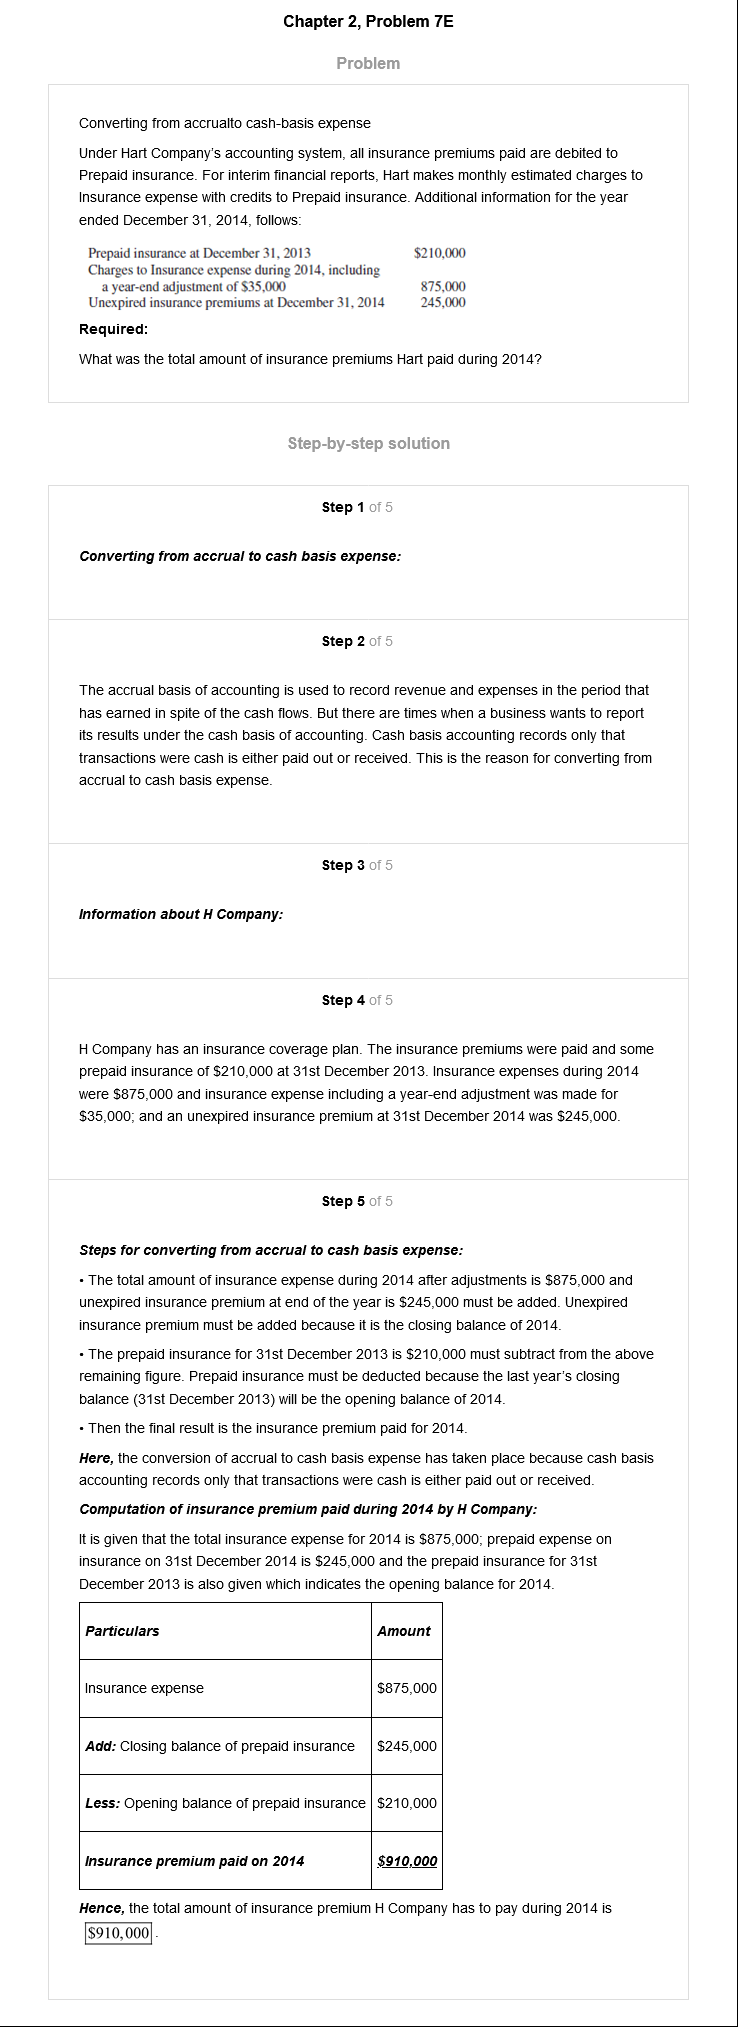 Chapter 2, Problem 7E
Problem
Converting from accrualto cash-basis expense
Under Hart Company's accounting system, all insurance premiums paid are debited to
Prepaid insurance. For interim financial reports, Hart makes monthly estimated charges to
Insurance expense with credits to Prepaid insurance. Additional information for the year
ended December 31, 2014, follows:
Prepaid insurance at December 31, 2013 $210,000
Charges to Insurance expense during 2014, including
a year-end adjustment of $35,000 875,000
Unexpired insurance premiums at December 31, 2014 245,000
Required:
What was the total amount of insurance premiums Hart paid during 2014?
Step-by-step solution
Step 1 of 5
Converting from accrual to cash basis expense:
Step 2 of 5
The accrual basis of accounting is used to record revenue and expenses in the period that
has earned in spite of the cash flows. But there are times when a business wants to report
its results under the cash basis of accounting. Cash basis accounting records only that
transactions were cash is either paid out or received. This is the reason for converting from
accrual to cash basis expense.
Step 3 of 5
Information about H Company:
Step 4 of 5
H Company has an insurance coverage plan. The insurance premiums were paid and some
prepaid insurance of $210,000 at 31st December 2013. Insurance expenses during 2014
were $875,000 and insurance expense including a year-end adjustment was made for
$35,000; and an unexpired insurance premium at 31st December 2014 was $245,000.
Step 5 of 5
Steps for converting from accrual to cash basis expense:
• The total amount of insurance expense during 2014 after adjustments is $875,000 and
unexpired insurance premium at end of the year is $245,000 must be added. Unexpired
insurance premium must be added because it is the closing balance of 2014.
• The prepaid insurance for 31st December 2013 is $210,000 must subtract from the above
remaining figure. Prepaid insurance must be deducted because the last year's closing
balance (31st December 2013) will be the opening balance of 2014.
• Then the final result is the insurance premium paid for 2014.
Here, the conversion of accrual to cash basis expense has taken place because cash basis
accounting records only that transactions were cash is either paid out or received.
Computation of insurance premium paid during 2014 by H Company:
It is given that the total insurance expense for 2014 is $875,000; prepaid expense on
insurance on 31st December 2014 is $245,000 and the prepaid insurance for 31st
December 2013 is also given which indicates the opening balance for 2014.
Particulars Amount
Insurance expense $875,000
Add: Closing balance of prepaid insurance $245,000
Less: Opening balance of prepaid insurance $210,000
Insurance premium paid on 2014 $910,000
Hence, the total amount of insurance premium H Company has to pay during 2014 is
$910,000.